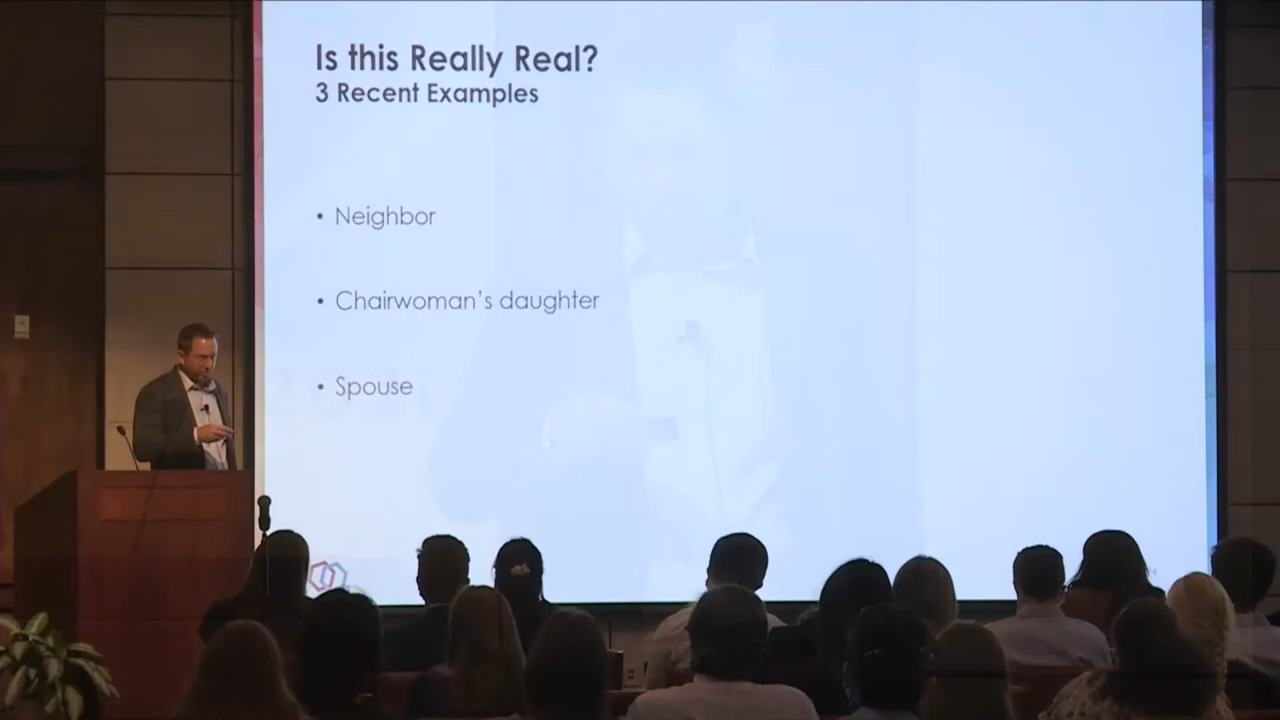 Is this Really Real?
3 Recent Examples
• Neighbor
• Chairwoman's daughter
• Spouse